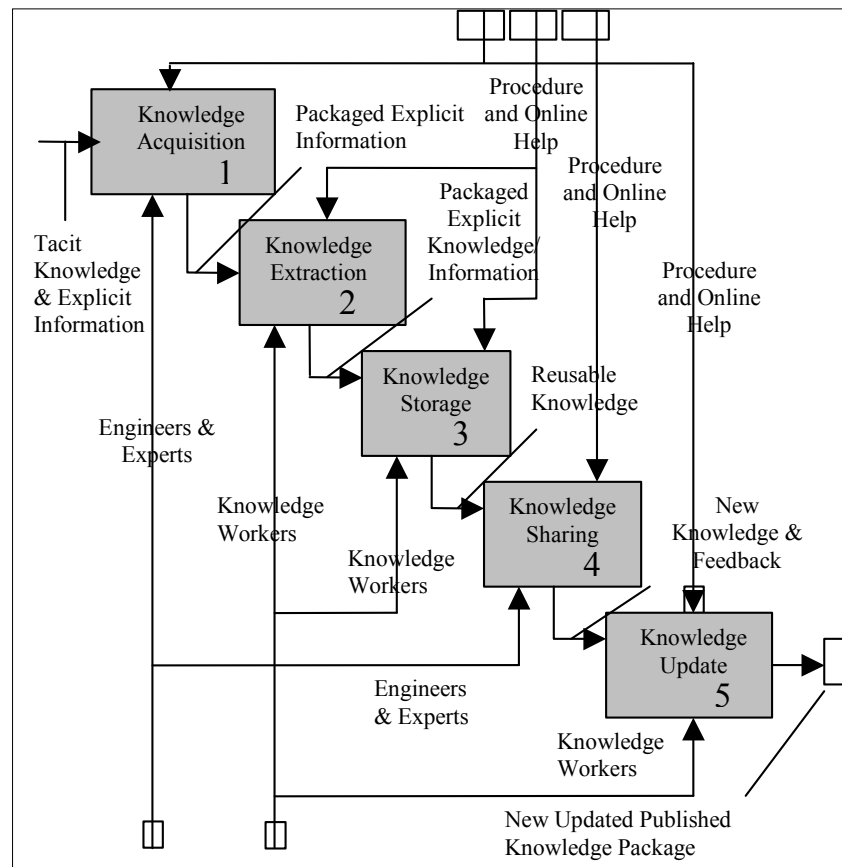 Knowledge
Acquisition
1
Packaged Explicit
Information
Procedure
and Online
Help
Procedure
and Online
Help
Tacit
Knowledge
& Explicit
Information
Knowledge
Extraction
2
Packaged
Explicit
Knowledge/
Information
Procedure
and Online
Help
Knowledge
Storage
3
Reusable
Knowledge
Engineers &
Experts
Knowledge
Workers
Knowledge
Workers
Knowledge
Sharing
4
New
Knowledge &
Feedback
Engineers
& Experts
Knowledge
Update
5
Knowledge
Workers
New Updated Published
Knowledge Package